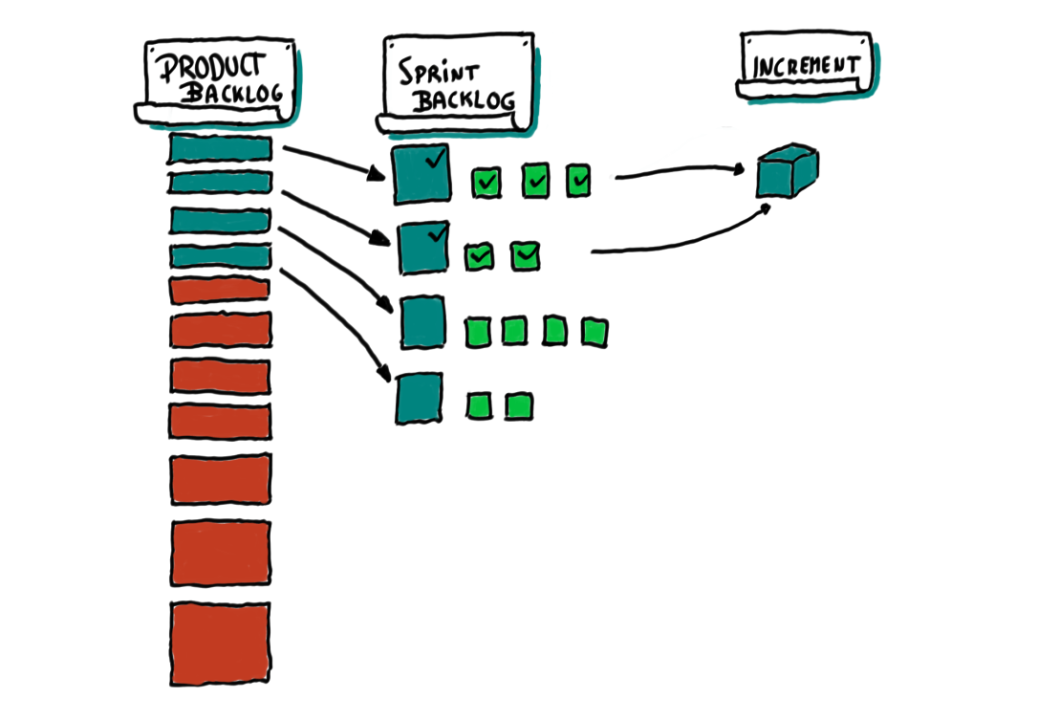 PRODUCT
BACKLOG
SPRINT
BACKLOG
INCREMENT